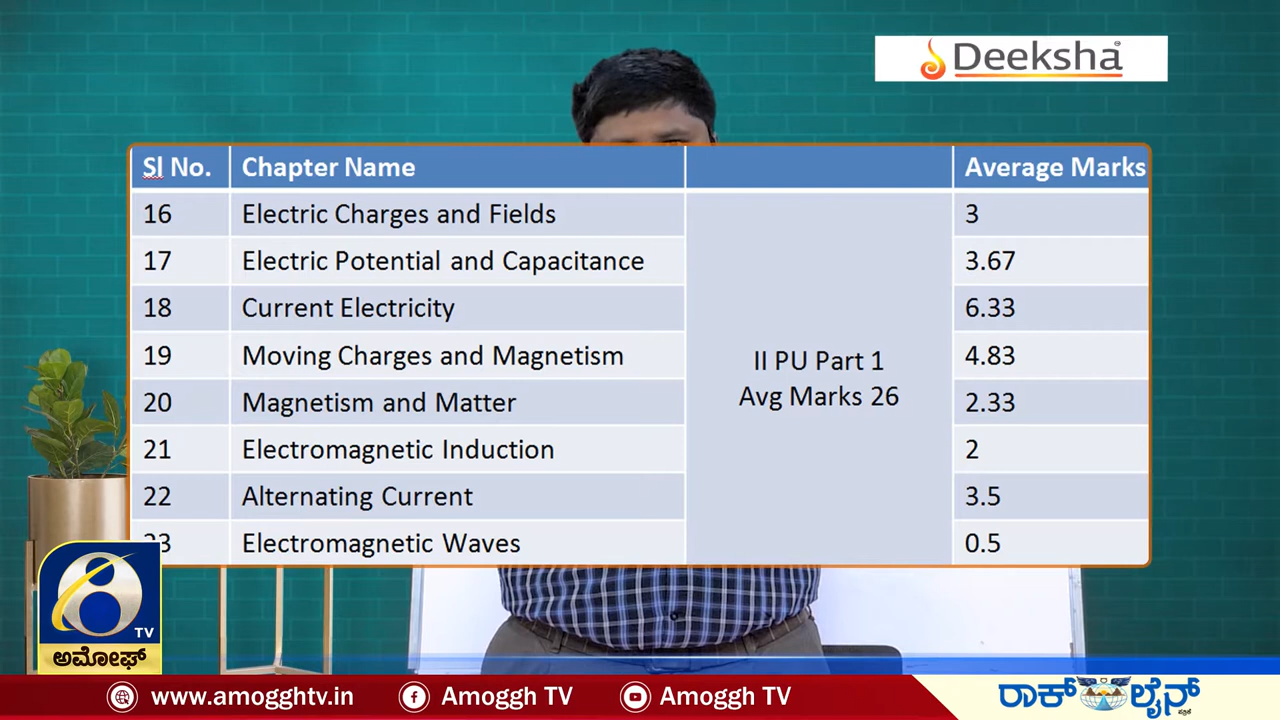 Deeksha
Sl No. Chapter Name Average Marks
16 Electric Charges and Fields 3
17 Electric Potential and Capacitance 3.67
18 Current Electricity 6.33
19 Moving Charges and Magnetism 4.83
II PU Part 1
Avg Marks 26
20 Magnetism and Matter 2.33
21 Electromagnetic Induction 2
22 Alternating Current 3.5
23 Electromagnetic Waves 0.5
TV
ಅಮೋಘ್
www.amogghtv.in Amoggh TV Amoggh TV
ರಾಕ್ ಲೈನ್
ಪತ್ರಿಕೆ